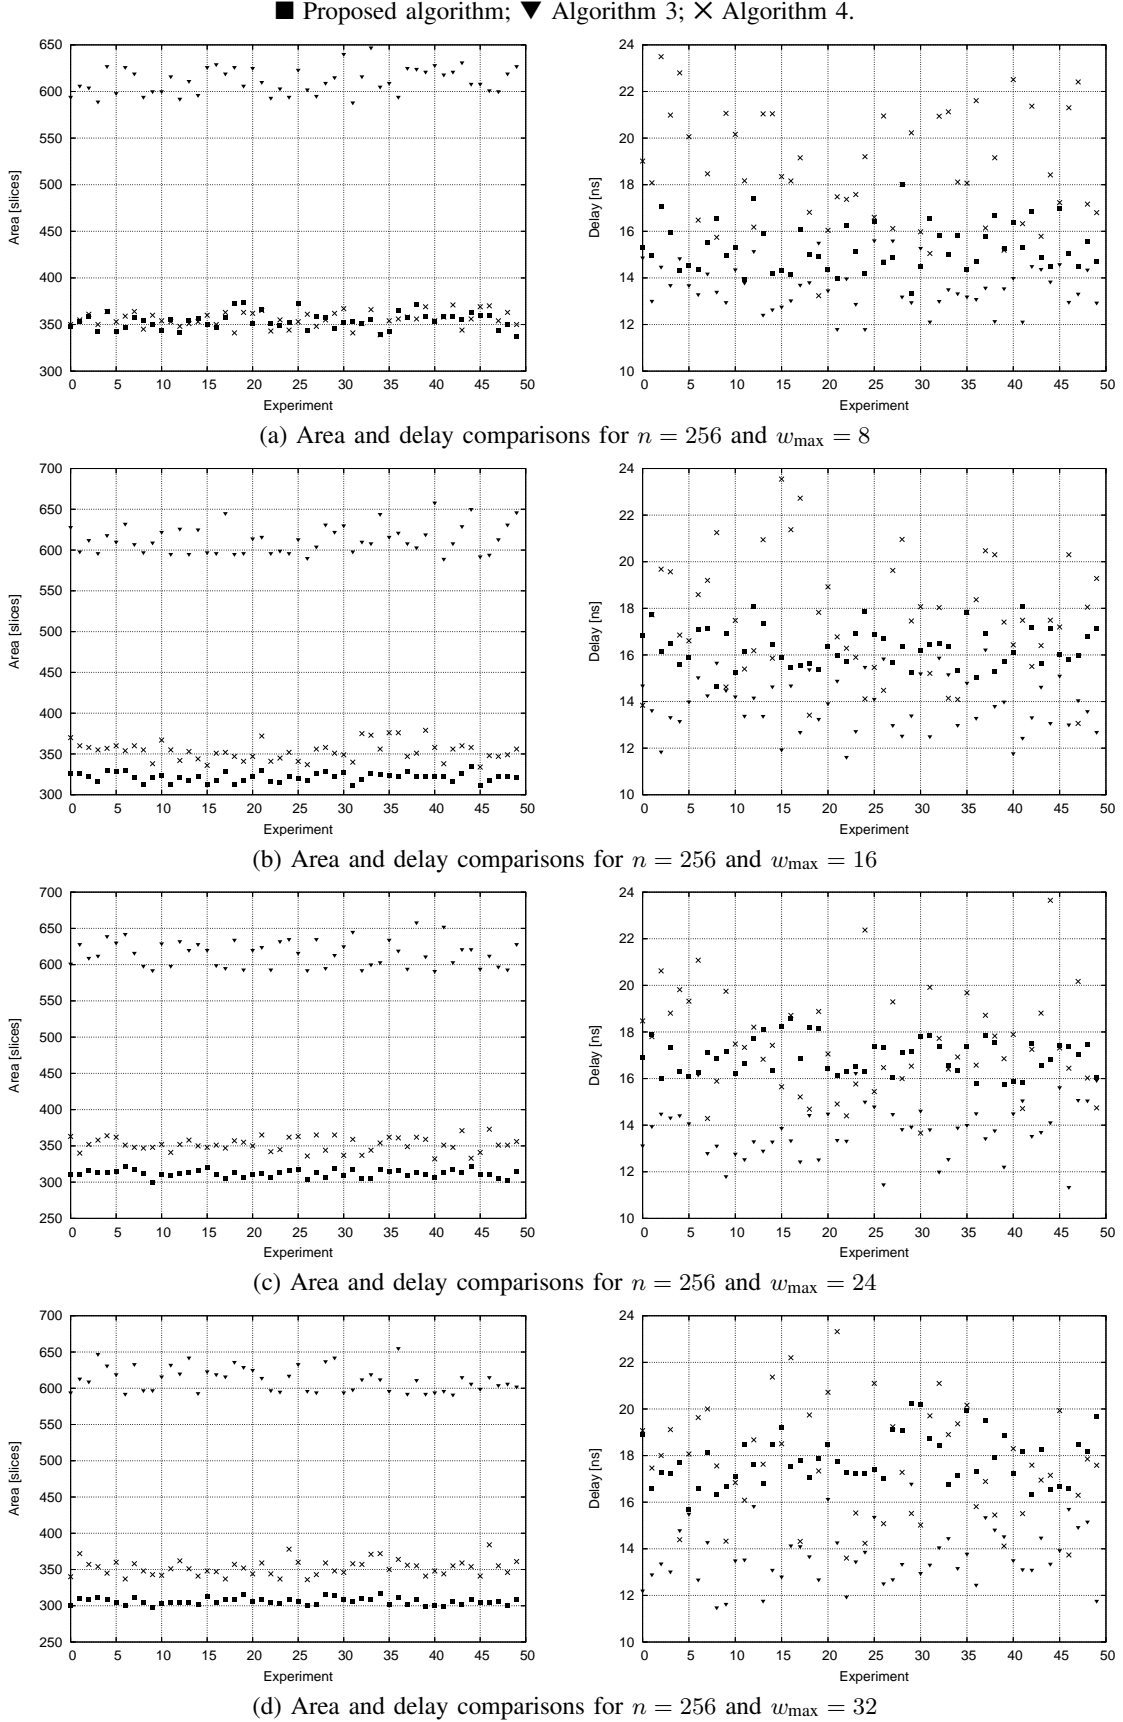 ■ Proposed algorithm; ▼ Algorithm 3; × Algorithm 4.
650
600
550
500
450
400
350
300
Area [slices]
0 5 10 15 20 25 30 35 40 45 50
Experiment
24
22
20
18
16
14
12
10
Delay [ns]
0 5 10 15 20 25 30 35 40 45 50
Experiment
(a) Area and delay comparisons for n = 256 and wmax = 8
700
650
600
550
500
450
400
350
300
Area [slices]
0 5 10 15 20 25 30 35 40 45 50
Experiment
24
22
20
18
16
14
12
10
Delay [ns]
0 5 10 15 20 25 30 35 40 45 50
Experiment
(b) Area and delay comparisons for n = 256 and wmax = 16
700
650
600
550
500
450
400
350
300
250
Area [slices]
0 5 10 15 20 25 30 35 40 45 50
Experiment
24
22
20
18
16
14
12
10
Delay [ns]
0 5 10 15 20 25 30 35 40 45 50
Experiment
(c) Area and delay comparisons for n = 256 and wmax = 24
700
650
600
550
500
450
400
350
300
250
Area [slices]
0 5 10 15 20 25 30 35 40 45 50
Experiment
24
22
20
18
16
14
12
10
Delay [ns]
0 5 10 15 20 25 30 35 40 45 50
Experiment
(d) Area and delay comparisons for n = 256 and wmax = 32